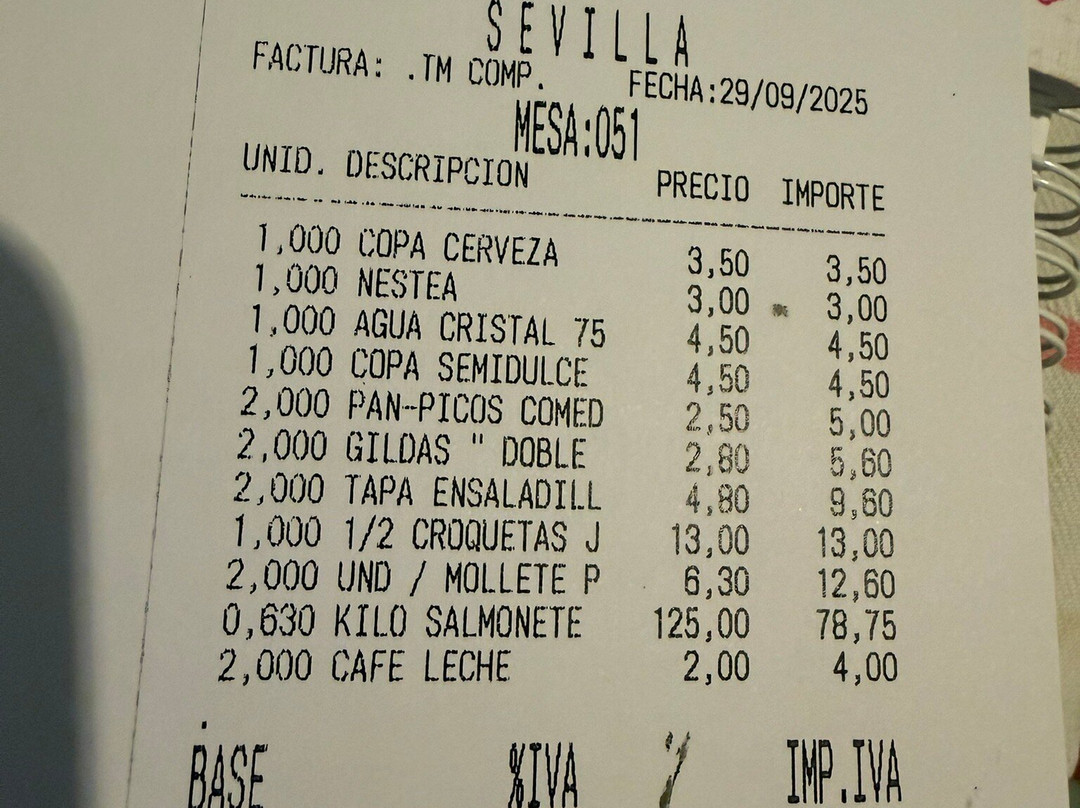 SEVILLA
FACTURA: .TM COMP. FECHA:29/09/2025
MESA:051
UNID. DESCRIPCION PRECIO IMPORTE
1,000 COPA CERVEZA 3,50 3,50
1,000 NESTEA 3,00 3,00
1,000 AGUA CRISTAL 75 4,50 4,50
1,000 COPA SEMIDULCE 4,50 4,50
2,000 PAN-PICOS COMED 2,50 5,00
2,000 GILDAS " DOBLE 2,80 5,60
2,000 TAPA ENSALADILL 4,80 9,60
1,000 1/2 CROQUETAS J 13,00 13,00
2,000 UND / MOLLETE P 6,30 12,60
0,630 KILO SALMONETE 125,00 78,75
2,000 CAFE LECHE 2,00 4,00
.
BASE %IVA IMP.IVA